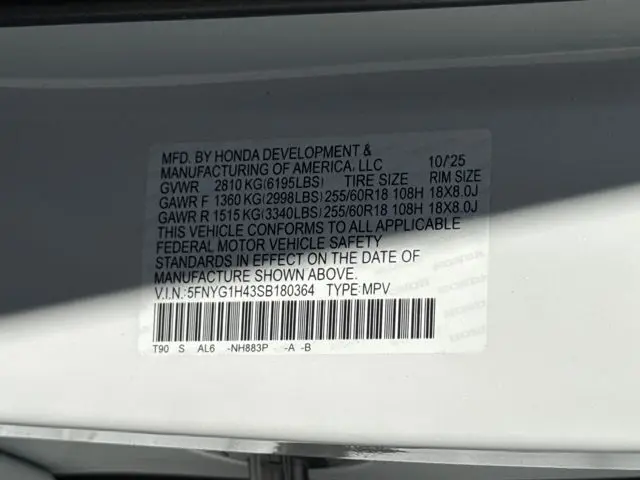 MFD. BY HONDA DEVELOPMENT &
MANUFACTURING OF AMERICA, LLC 10/25
GVWR 2810 KG(6195LBS) TIRE SIZE RIM SIZE
GAWR F 1360 KG(2998LBS) 255/60R18 108H 18X8.0J
GAWR R 1515 KG(3340LBS) 255/60R18 108H 18X8.0J
THIS VEHICLE CONFORMS TO ALL APPLICABLE
FEDERAL MOTOR VEHICLE SAFETY
STANDARDS IN EFFECT ON THE DATE OF
MANUFACTURE SHOWN ABOVE.
V.I.N.:5FNYG1H43SB180364 TYPE:MPV
T90 S AL6 -NH883P -A -B